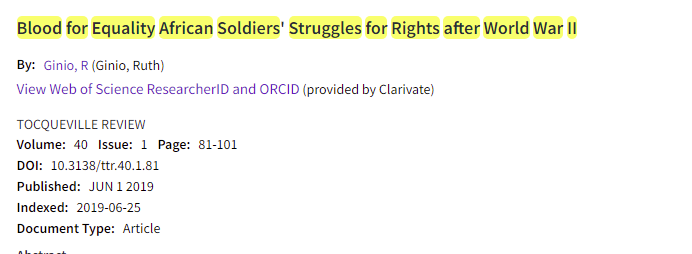 Blood for Equality African Soldiers' Struggles for Rights after World War II
By: Ginio, R (Ginio, Ruth)
View Web of Science ResearcherID and ORCID (provided by Clarivate)
TOCQUEVILLE REVIEW
Volume: 40 Issue: 1 Page: 81-101
DOI: 10.3138/ttr.40.1.81
Published: JUN 1 2019
Indexed: 2019-06-25
Document Type: Article
Abstract